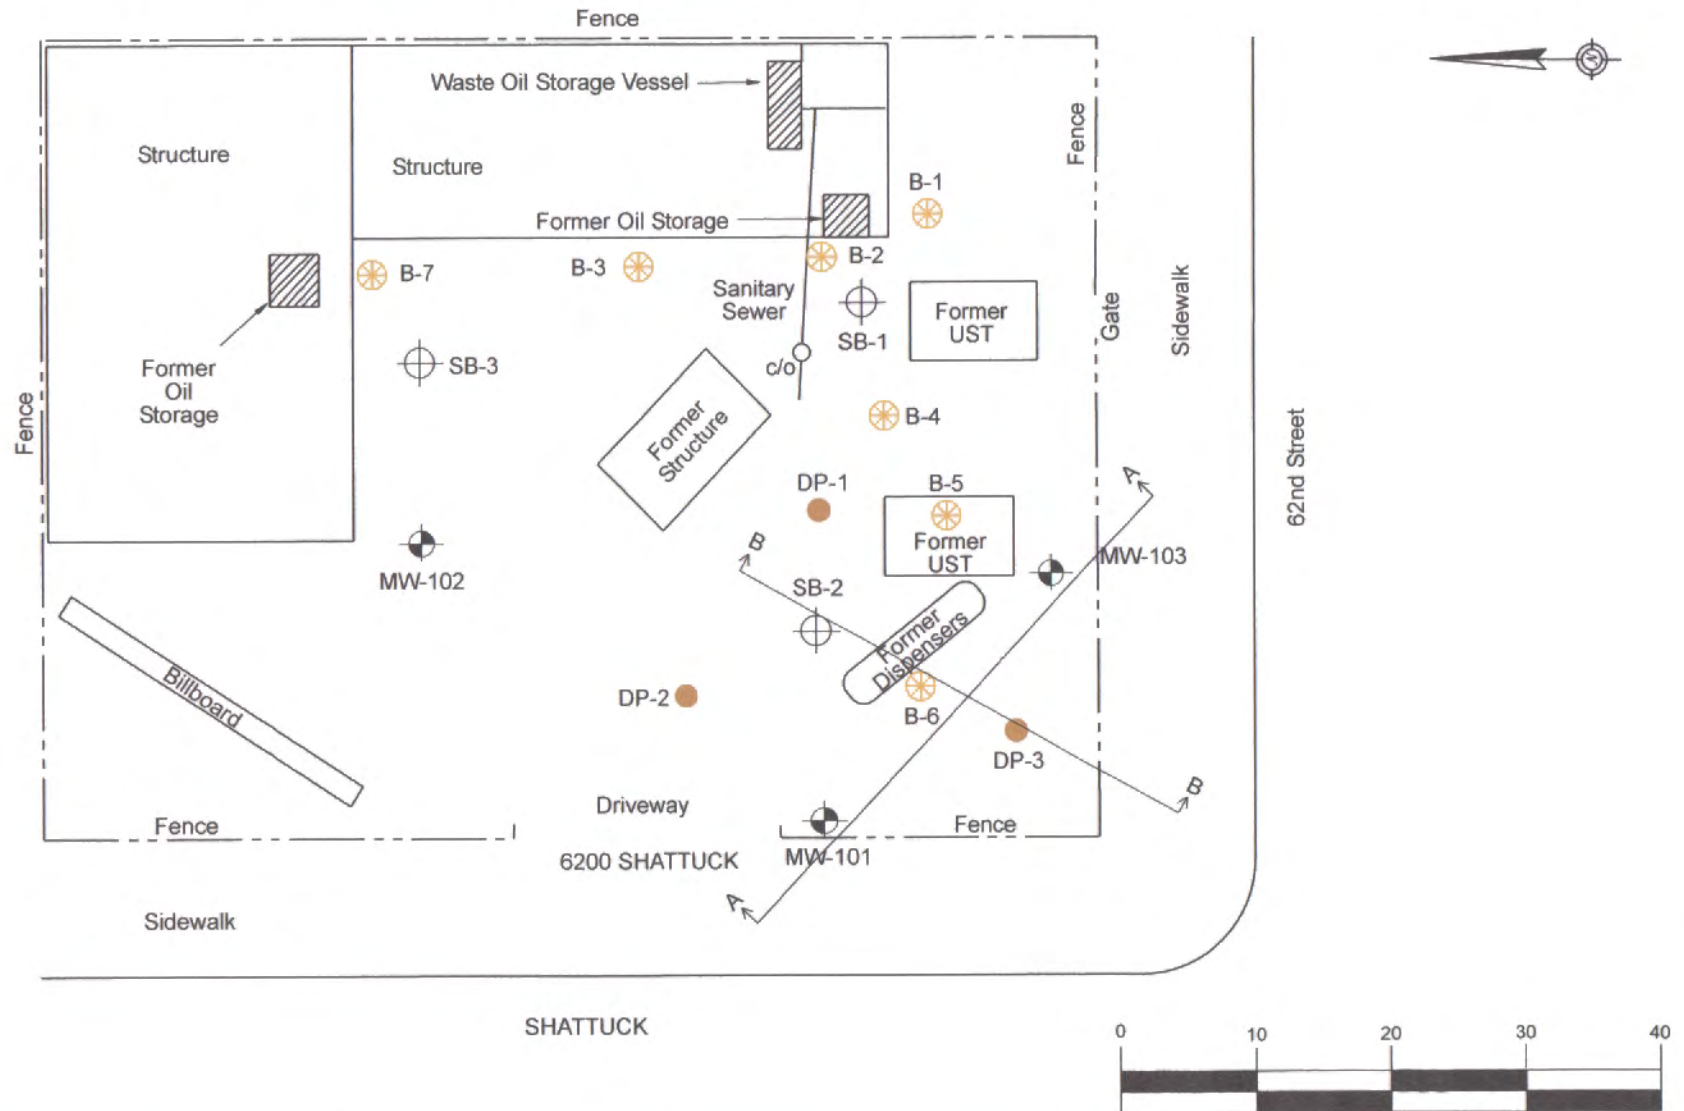 Fence
N
Waste Oil Storage Vessel
Fence
Structure
Structure
B-1
Former Oil Storage
B-2
B-3
B-7
Sanitary
Sewer
SB-1
Former
UST
Gate
Sidewalk
c/o
SB-3
Former
Oil
Storage
Fence
Former
Structure
B-4
62nd Street
A
DP-1
B-5
Former
UST
B
MW-103
MW-102
SB-2
Former
Dispensers
Billboard
DP-2
B-6
DP-3
B
Driveway
Fence
Fence
6200 SHATTUCK
MW-101
A
Sidewalk
SHATTUCK
0 10 20 30 40